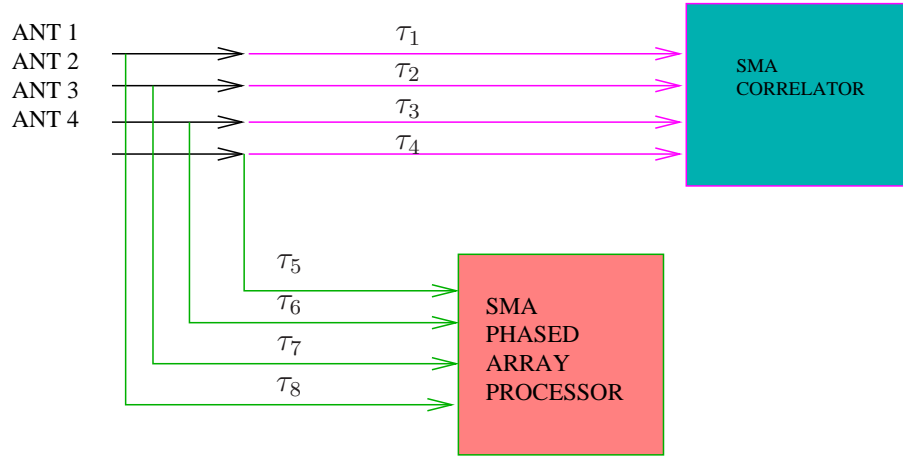 ANT 1
ANT 2
ANT 3
ANT 4
τ₁
τ₂
τ₃
τ₄
SMA
CORRELATOR
τ₅
τ₆
τ₇
τ₈
SMA
PHASED
ARRAY
PROCESSOR